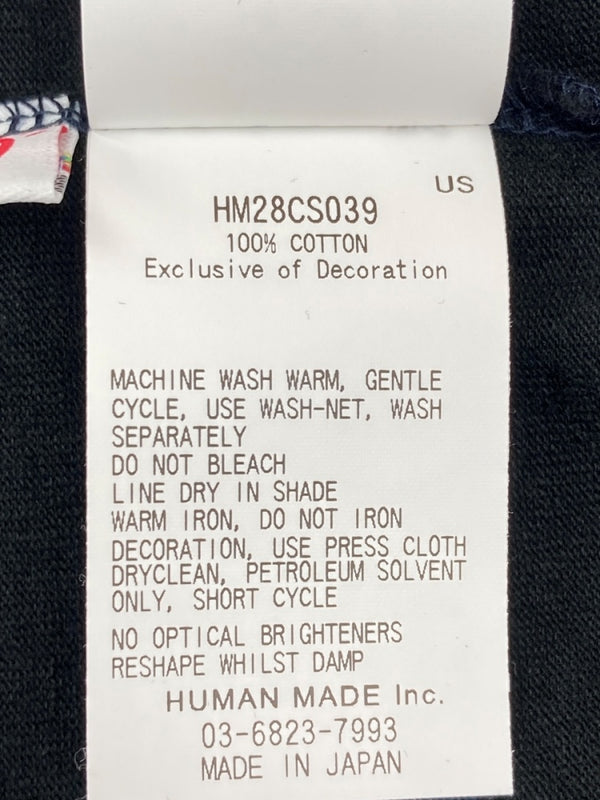 US
HM28CS039
100% COTTON
Exclusive of Decoration
MACHINE WASH WARM, GENTLE
CYCLE, USE WASH-NET, WASH
SEPARATELY
DO NOT BLEACH
LINE DRY IN SHADE
WARM IRON, DO NOT IRON
DECORATION, USE PRESS CLOTH
DRYCLEAN, PETROLEUM SOLVENT
ONLY, SHORT CYCLE
NO OPTICAL BRIGHTENERS
RESHAPE WHILST DAMP
HUMAN MADE Inc.
03-6823-7993
MADE IN JAPAN